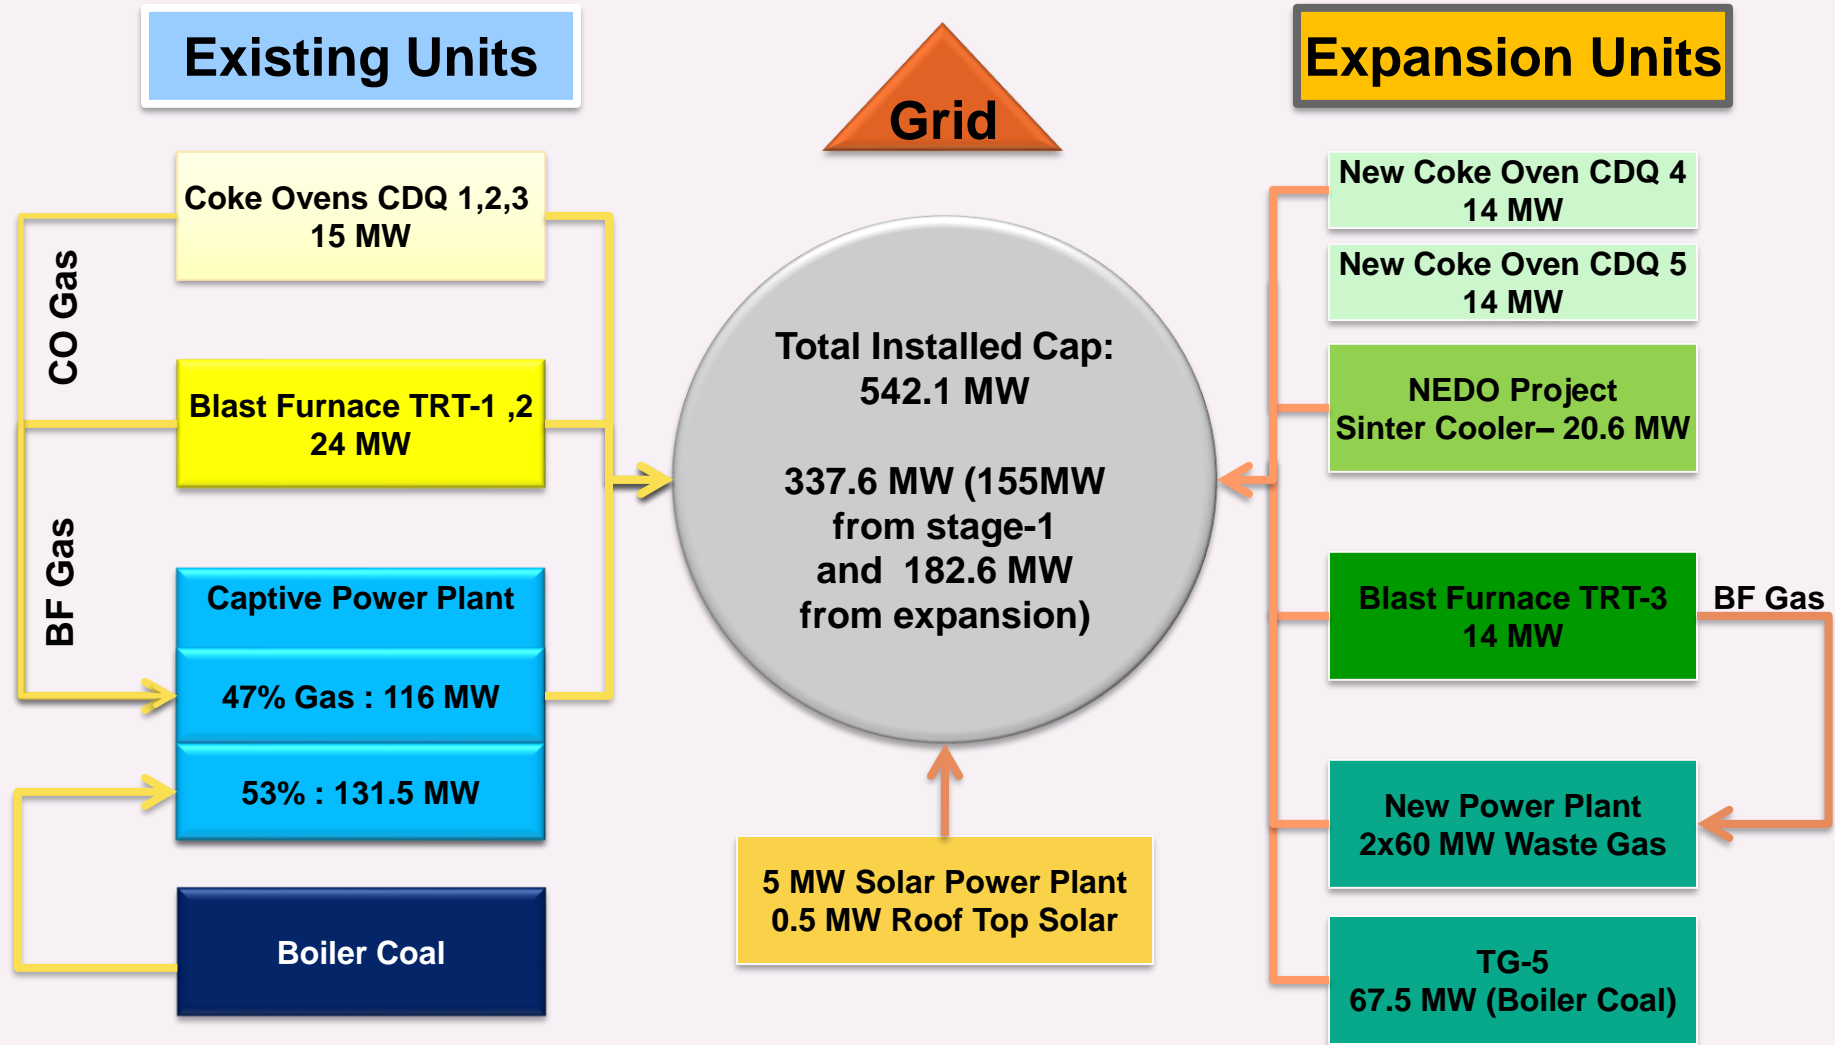 Existing Units
Grid
Expansion Units
Coke Ovens CDQ 1,2,3
15 MW
CO Gas
Blast Furnace TRT-1 ,2
24 MW
BF Gas
Captive Power Plant
47% Gas : 116 MW
53% : 131.5 MW
Boiler Coal
Total Installed Cap:
542.1 MW
337.6 MW (155MW
from stage-1
and 182.6 MW
from expansion)
5 MW Solar Power Plant
0.5 MW Roof Top Solar
New Coke Oven CDQ 4
14 MW
New Coke Oven CDQ 5
14 MW
NEDO Project
Sinter Cooler– 20.6 MW
Blast Furnace TRT-3
14 MW
BF Gas
New Power Plant
2x60 MW Waste Gas
TG-5
67.5 MW (Boiler Coal)